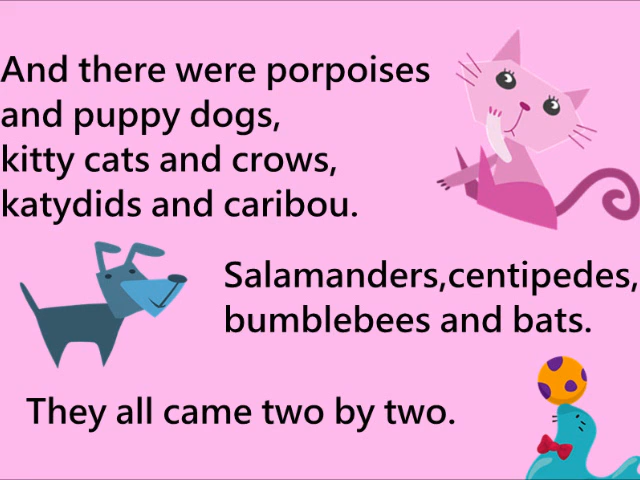 And there were porpoises
and puppy dogs,
kitty cats and crows,
katydids and caribou.
Salamanders,centipedes,
bumblebees and bats.
They all came two by two.